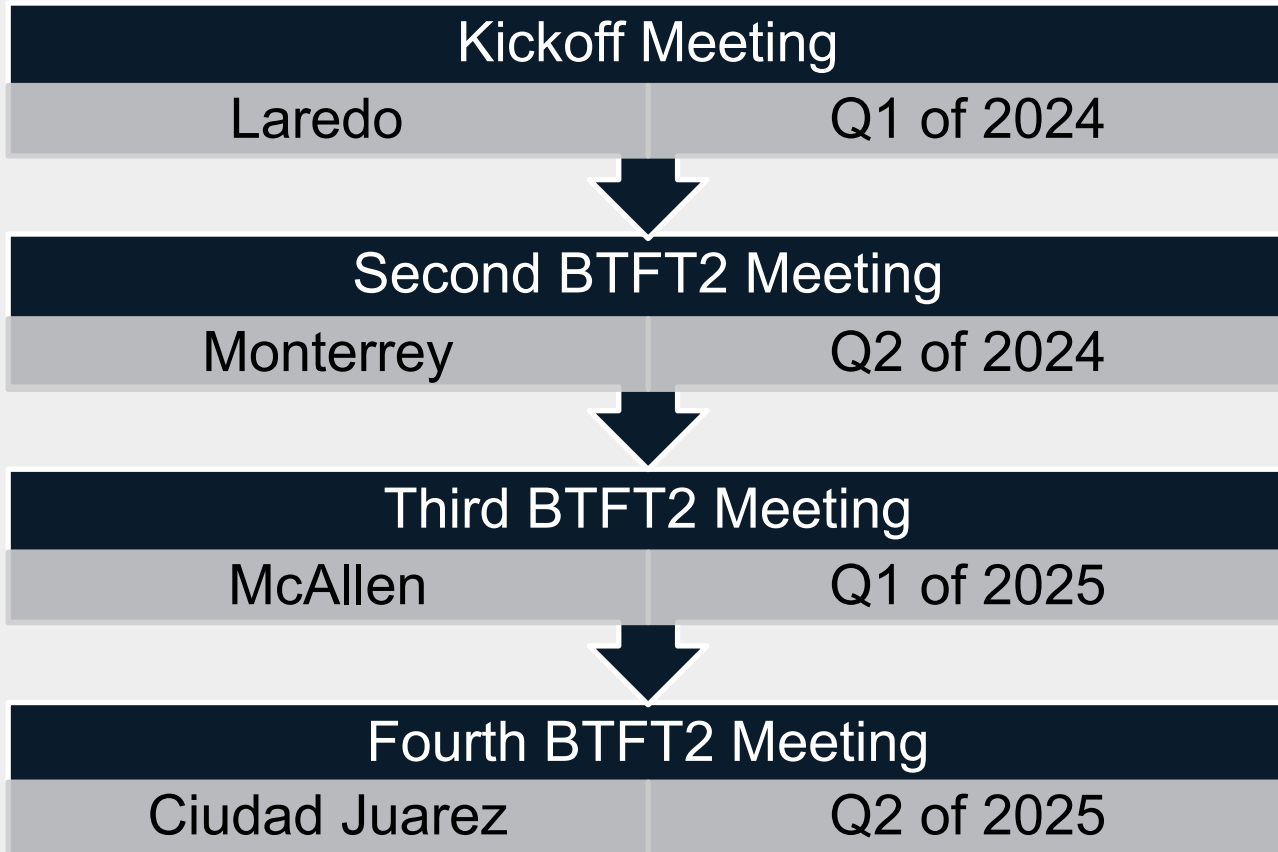 Kickoff Meeting
Laredo Q1 of 2024
Second BTFT2 Meeting
Monterrey Q2 of 2024
Third BTFT2 Meeting
McAllen Q1 of 2025
Fourth BTFT2 Meeting
Ciudad Juarez Q2 of 2025